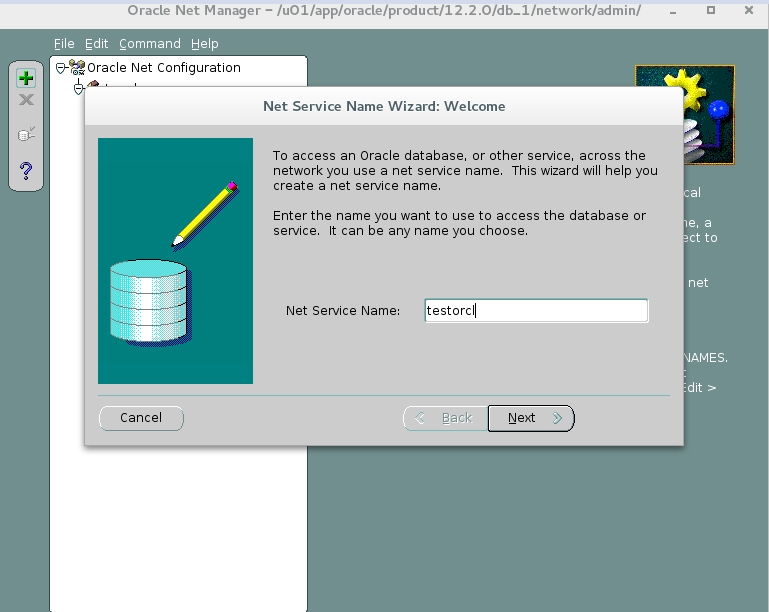 Oracle Net Manager - /u01/app/oracle/product/12.2.0/db_1/network/admin/
File Edit Command Help
Oracle Net Configuration
Net Service Name Wizard: Welcome
To access an Oracle database, or other service, across the
network you use a net service name. This wizard will help you
create a net service name.
Enter the name you want to use to access the database or
service. It can be any name you choose.
Net Service Name: testorcl
Cancel Back Next
cal
ne, a
ect to
net
NAMES.
Edit >